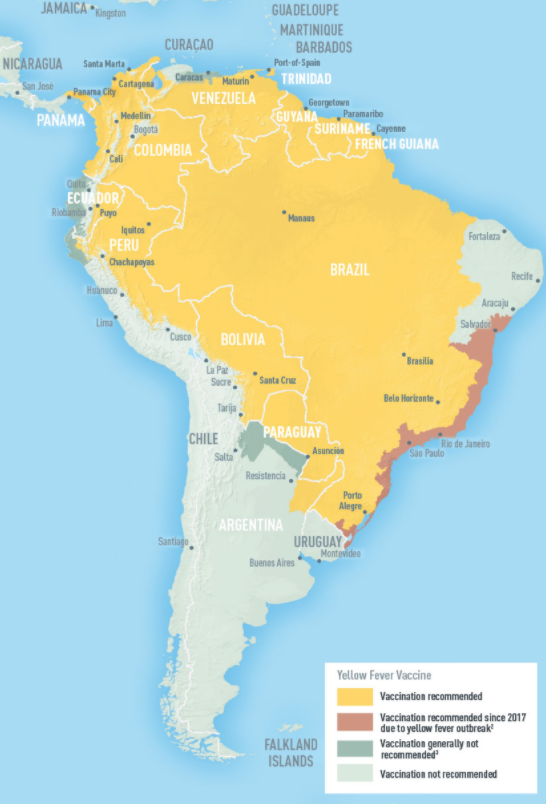 JAMAICA
Kingston
GUADELOUPE
MARTINIQUE
BARBADOS
CURAÇAO
NICARAGUA
Santa Marta
Port-of-Spain
Cartagena
Caracas
Maturín
TRINIDAD
San José
Panama City
VENEZUELA
PANAMA
Medellín
Georgetown
Paramaribo
GUYANA
SURINAME
Cayenne
FRENCH GUIANA
Bogotá
COLOMBIA
Cali
Quito
ECUADOR
Riobamba
Puyo
Iquitos
Manaus
PERU
Chachapoyas
BRAZIL
Fortaleza
Recife
Huánuco
Lima
Aracaju
Salvador
Cusco
BOLIVIA
La Paz
Sucre
Santa Cruz
Brasília
Belo Horizonte
Tarija
CHILE
PARAGUAY
Salta
Asunción
Rio de Janeiro
São Paulo
Resistencia
Porto
Alegre
ARGENTINA
Santiago
URUGUAY
Buenos Aires
Montevideo
FALKLAND
ISLANDS
Yellow Fever Vaccine
Vaccination recommended
Vaccination recommended since 2017
due to yellow fever outbreak²
Vaccination generally not
recommended³
Vaccination not recommended